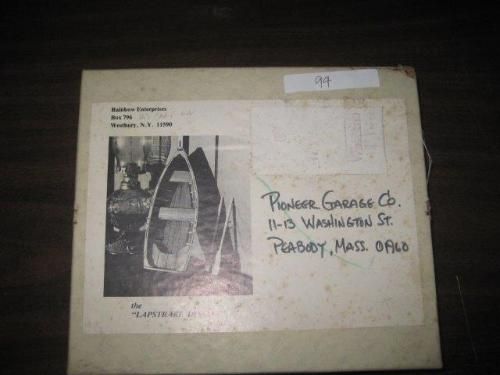 94
Rainbow Enterprises
Box 796
Westbury, N.Y. 11590
PIONEER GARAGE CO.
11-13 WASHINGTON ST.
PEABODY, MASS. 01960
the
"LAPSTRAKE